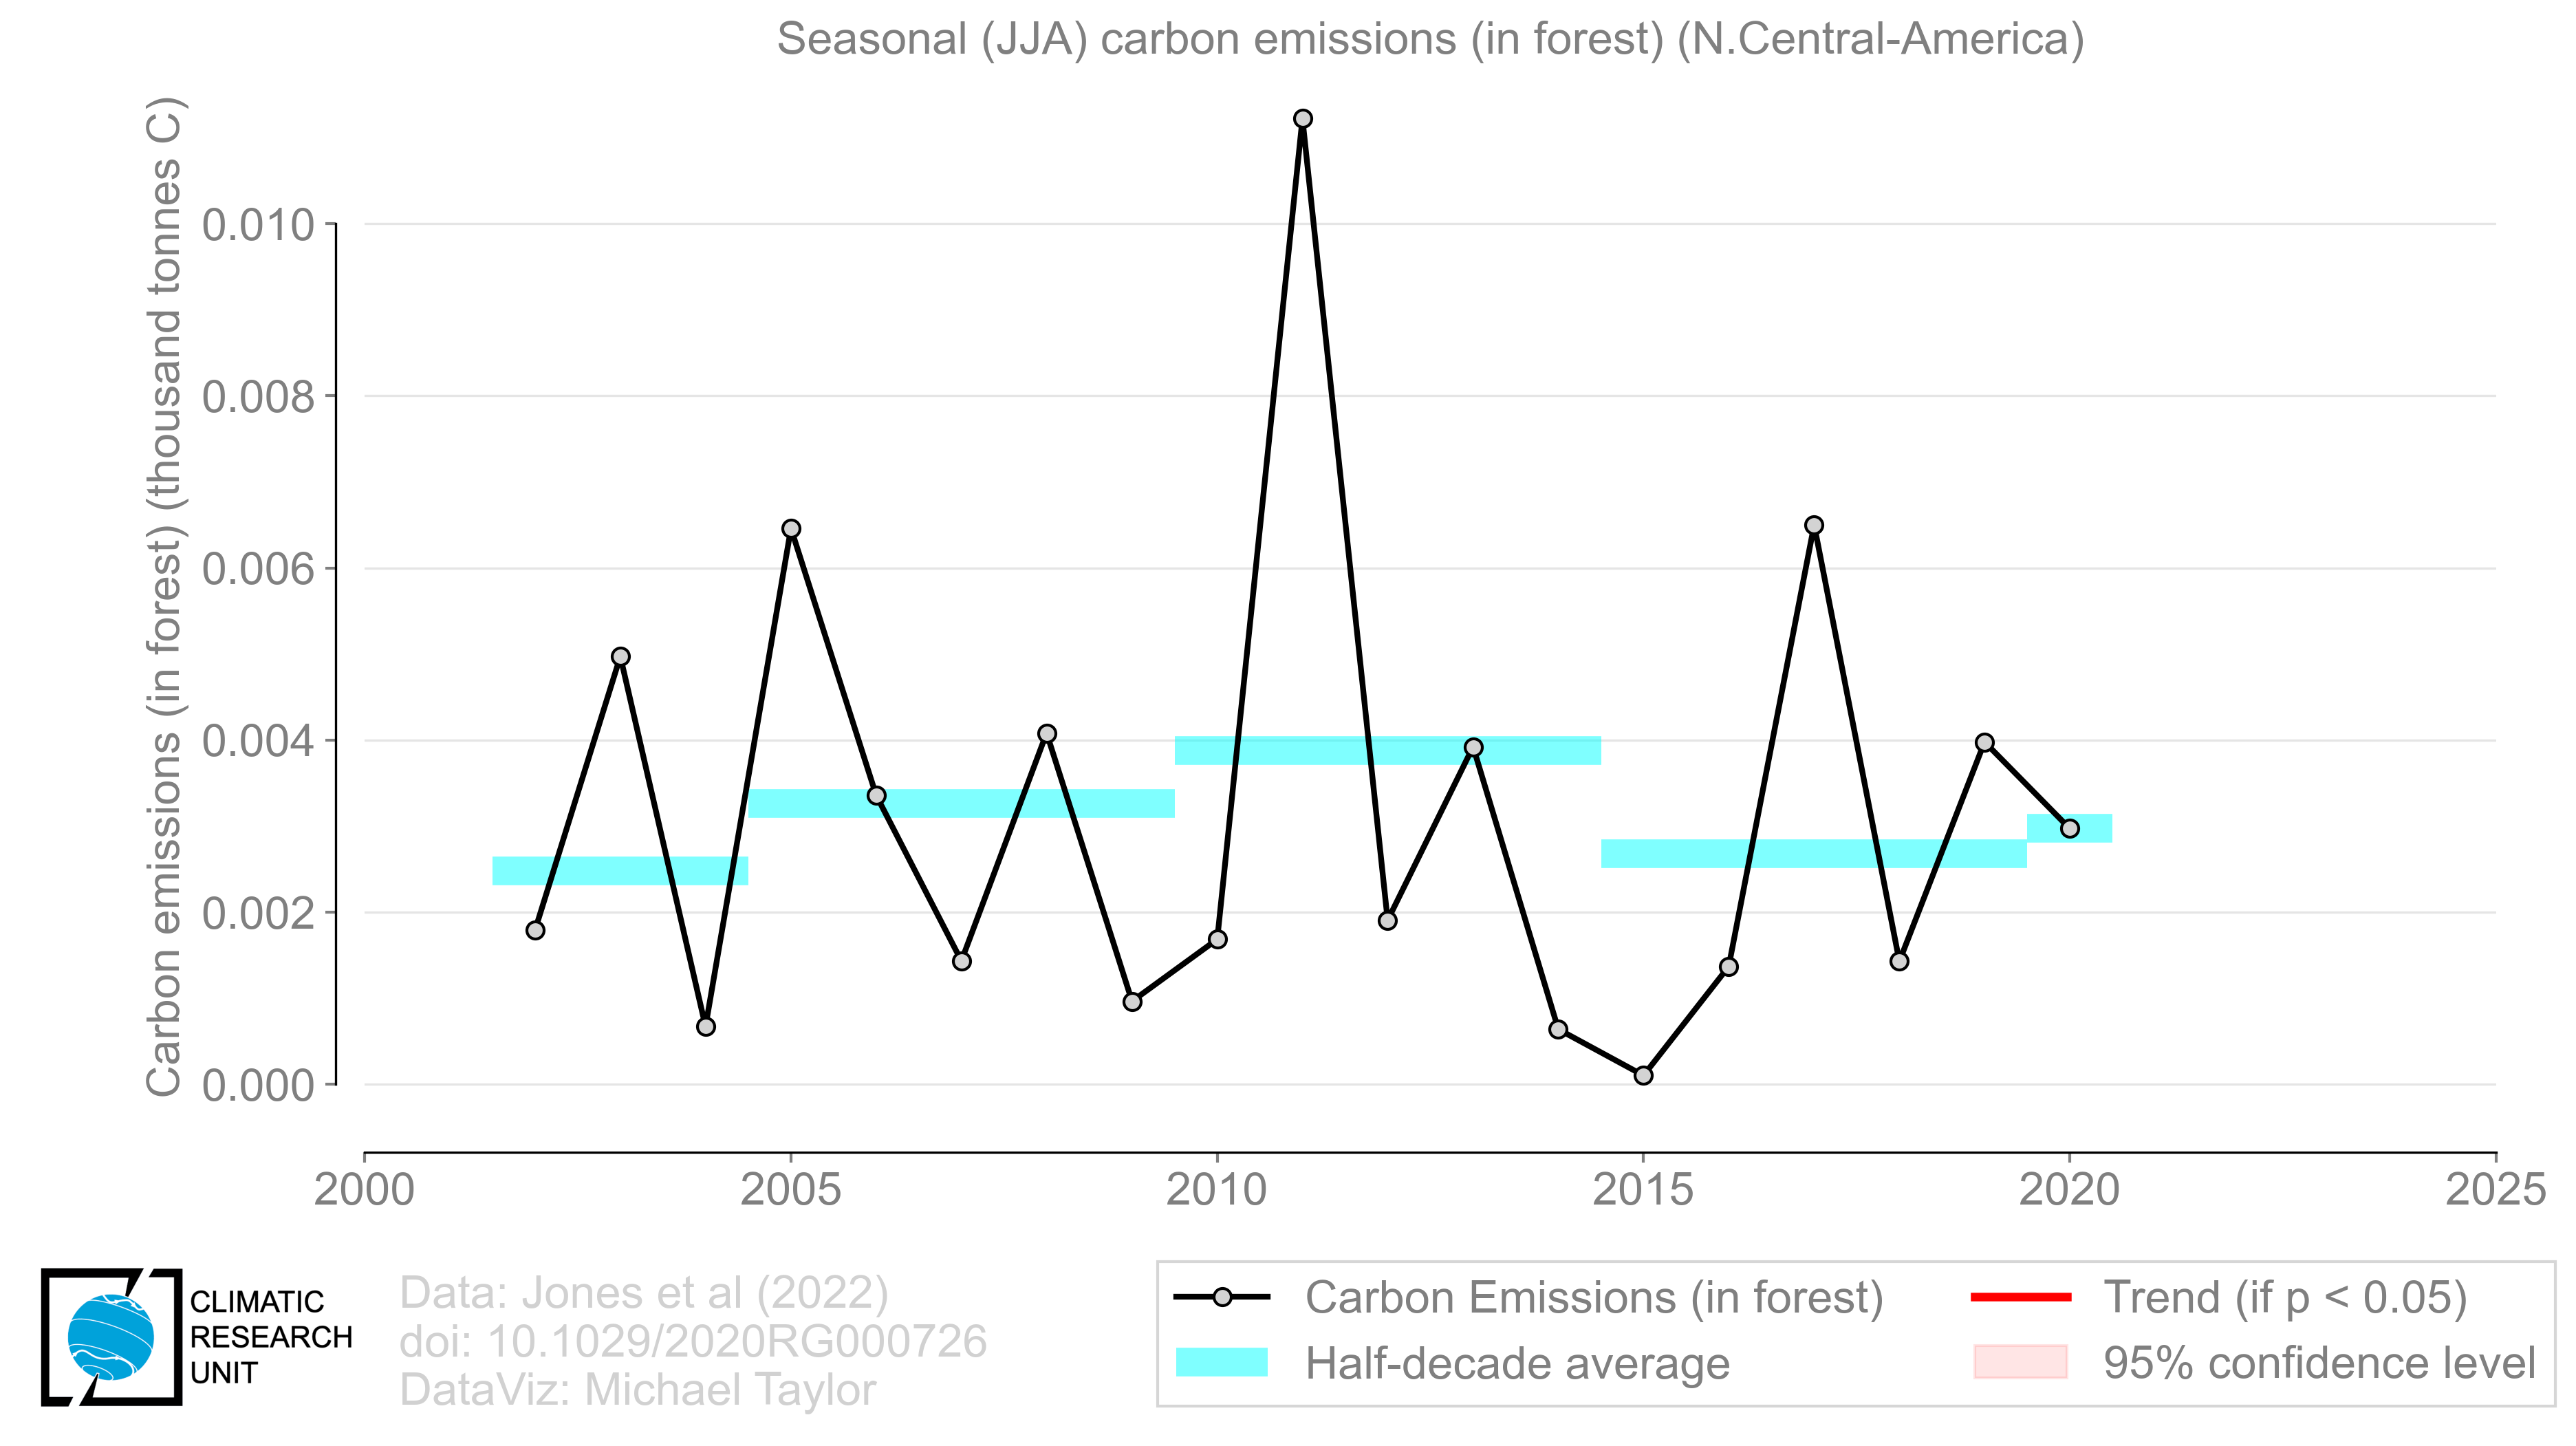 Seasonal (JJA) carbon emissions (in forest) (N.Central-America)
Carbon emissions (in forest) (thousand tonnes C)
0.010
0.008
0.006
0.004
0.002
0.000
2000 2005 2010 2015 2020 2025
CLIMATIC
RESEARCH
UNIT
Data: Jones et al (2022)
doi: 10.1029/2020RG000726
DataViz: Michael Taylor
Carbon Emissions (in forest)
Half-decade average
Trend (if p < 0.05)
95% confidence level